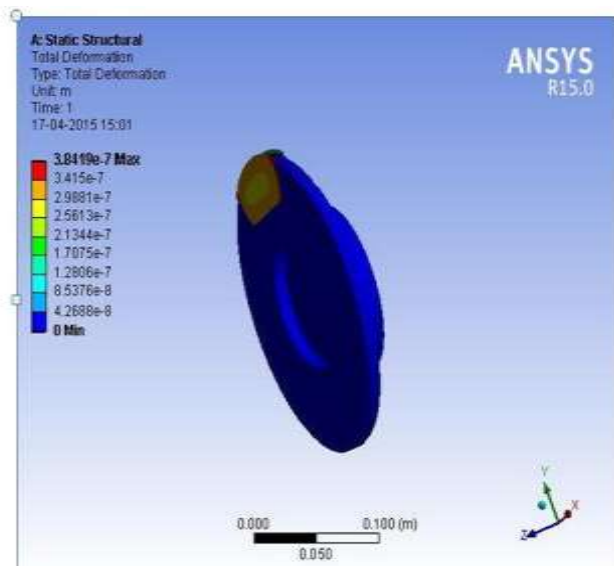 A: Static Structural
Total Deformation
Type: Total Deformation
Unit: m
Time: 1
17-04-2015 15:01
ANSYS
R15.0
3.8419e-7 Max
3.415e-7
2.9881e-7
2.5613e-7
2.1344e-7
1.7075e-7
1.2806e-7
8.5376e-8
4.2688e-8
0 Min
0.000 0.100 (m)
0.050
Y
X
Z